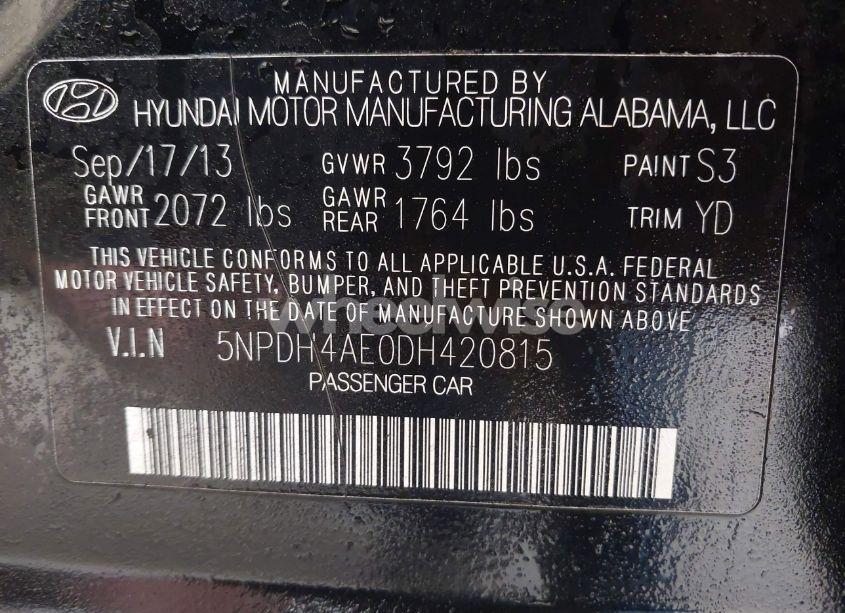 MANUFACTURED BY
HYUNDAI MOTOR MANUFACTURING ALABAMA, LLC
Sep/17/13 GVWR 3792 lbs PAINT S3
GAWR FRONT 2072 lbs GAWR REAR 1764 lbs TRIM YD
THIS VEHICLE CONFORMS TO ALL APPLICABLE U.S.A. FEDERAL
MOTOR VEHICLE SAFETY, BUMPER, AND THEFT PREVENTION STANDARDS
IN EFFECT ON THE DATE OF MANUFACTURE SHOWN ABOVE
wheelwise
V.I.N 5NPDH4AE0DH420815
PASSENGER CAR